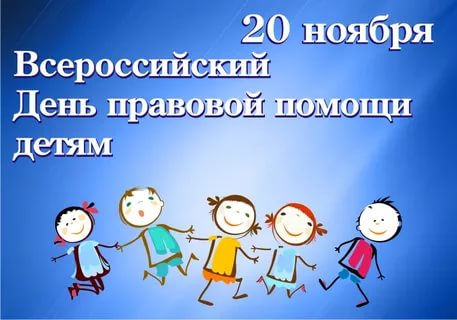 20 ноября
Всероссийский
День правовой помощи
детям